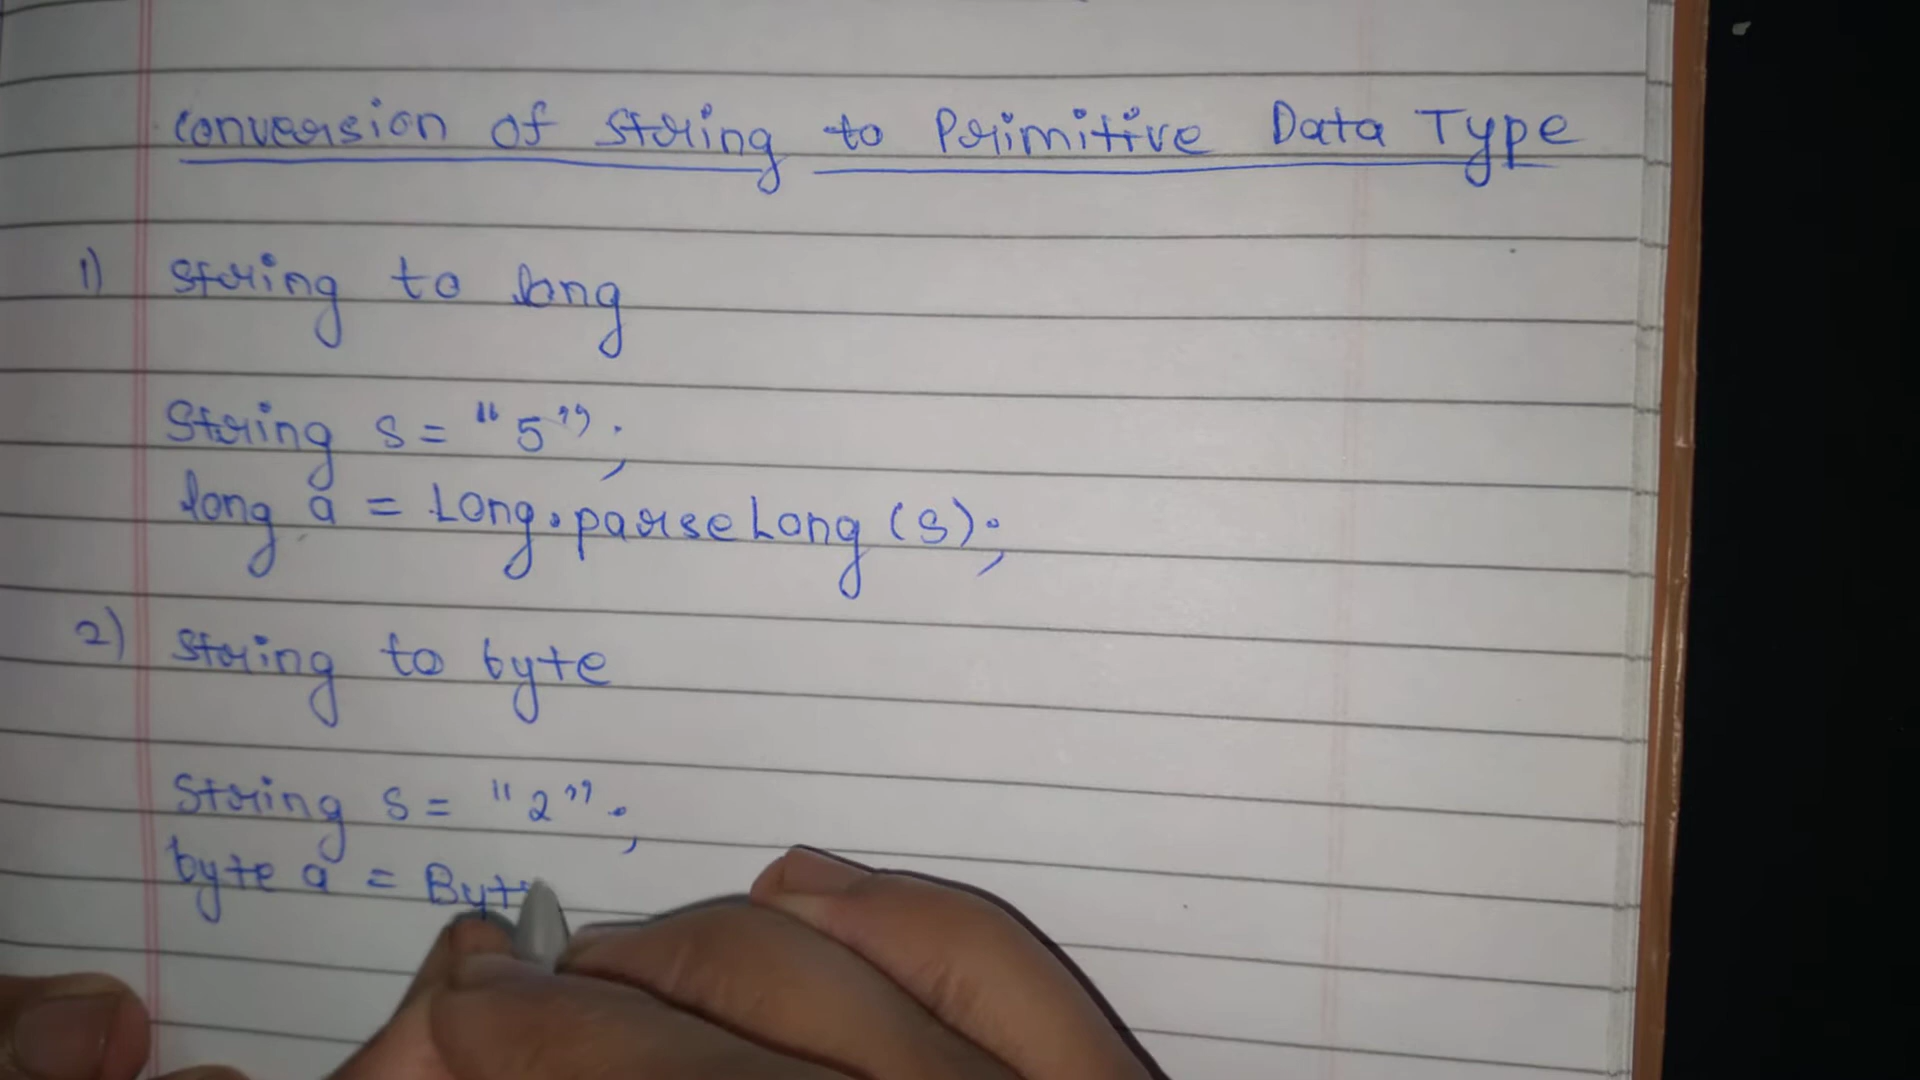 Conversion of String to Primitive Data Type
1) String to long
String s = "5";
long a = Long.parseLong(s);
2) String to byte
String s = "2";
byte a = Byt